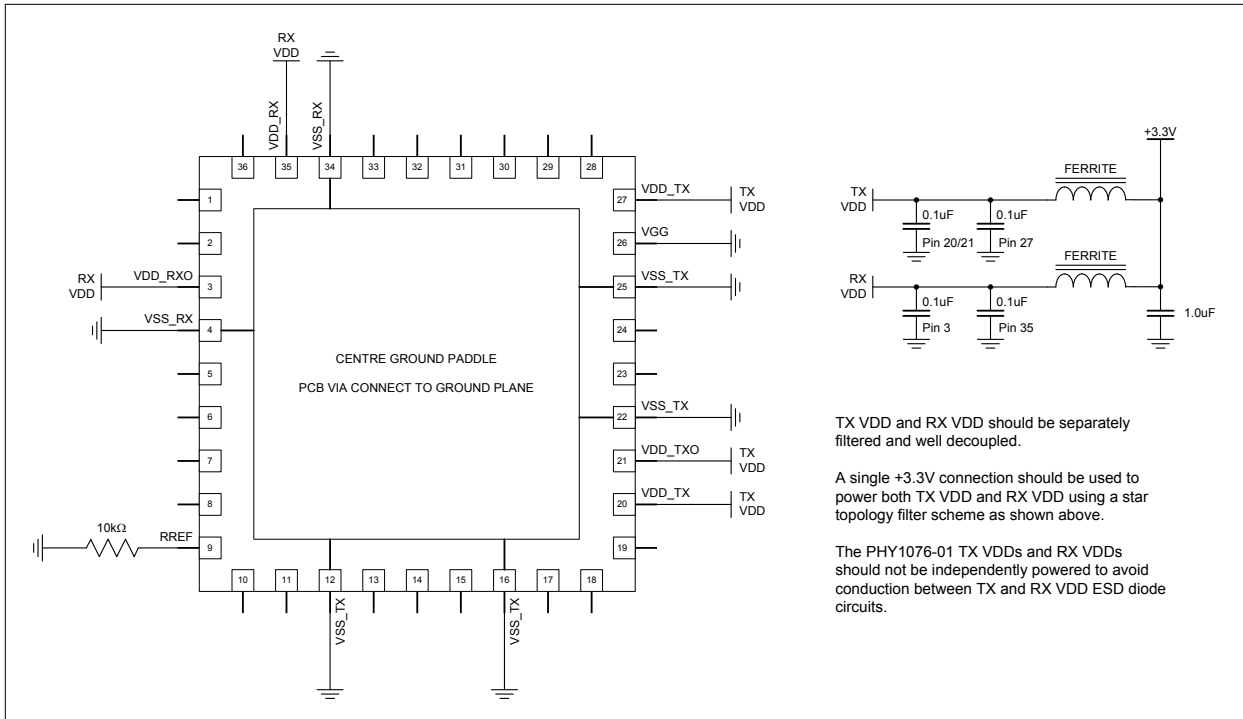 RX
VDD
VDD_RX
VSS_RX
36
35
34
33
32
31
30
29
28
1
2
3
4
5
6
7
8
9
RX
VDD
VDD_RXO
VSS_RX
10kΩ
RREF
CENTRE GROUND PADDLE
PCB VIA CONNECT TO GROUND PLANE
27
26
25
24
23
22
21
20
19
VDD_TX
TX
VDD
VGG
VSS_TX
VSS_TX
VDD_TXO
TX
VDD
VDD_TX
TX
VDD
10
11
12
13
14
15
16
17
18
VSS_TX
VSS_TX
+3.3V
FERRITE
TX
VDD
0.1uF
Pin 20/21
0.1uF
Pin 27
FERRITE
RX
VDD
0.1uF
Pin 3
0.1uF
Pin 35
1.0uF
TX VDD and RX VDD should be separately
filtered and well decoupled.
A single +3.3V connection should be used to
power both TX VDD and RX VDD using a star
topology filter scheme as shown above.
The PHY1076-01 TX VDDs and RX VDDs
should not be independently powered to avoid
conduction between TX and RX VDD ESD diode
circuits.